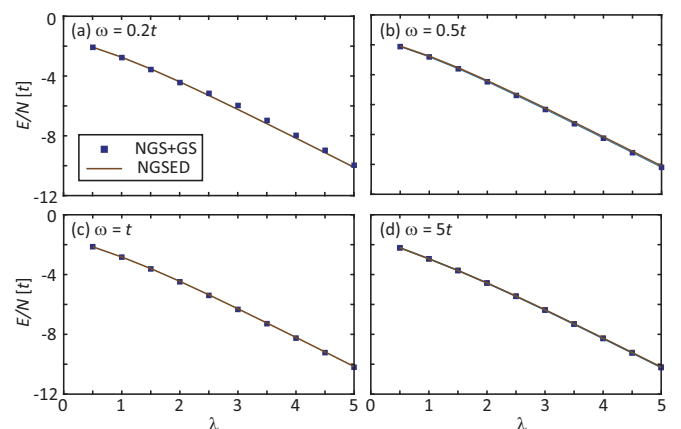 (a) ω = 0.2t
(b) ω = 0.5t
0
-4
-8
-12
E/N [t]
NGS+GS
NGSED
(c) ω = t
(d) ω = 5t
0
-4
-8
-12
E/N [t]
0 1 2 3 4 5
0 1 2 3 4 5
λ
λ